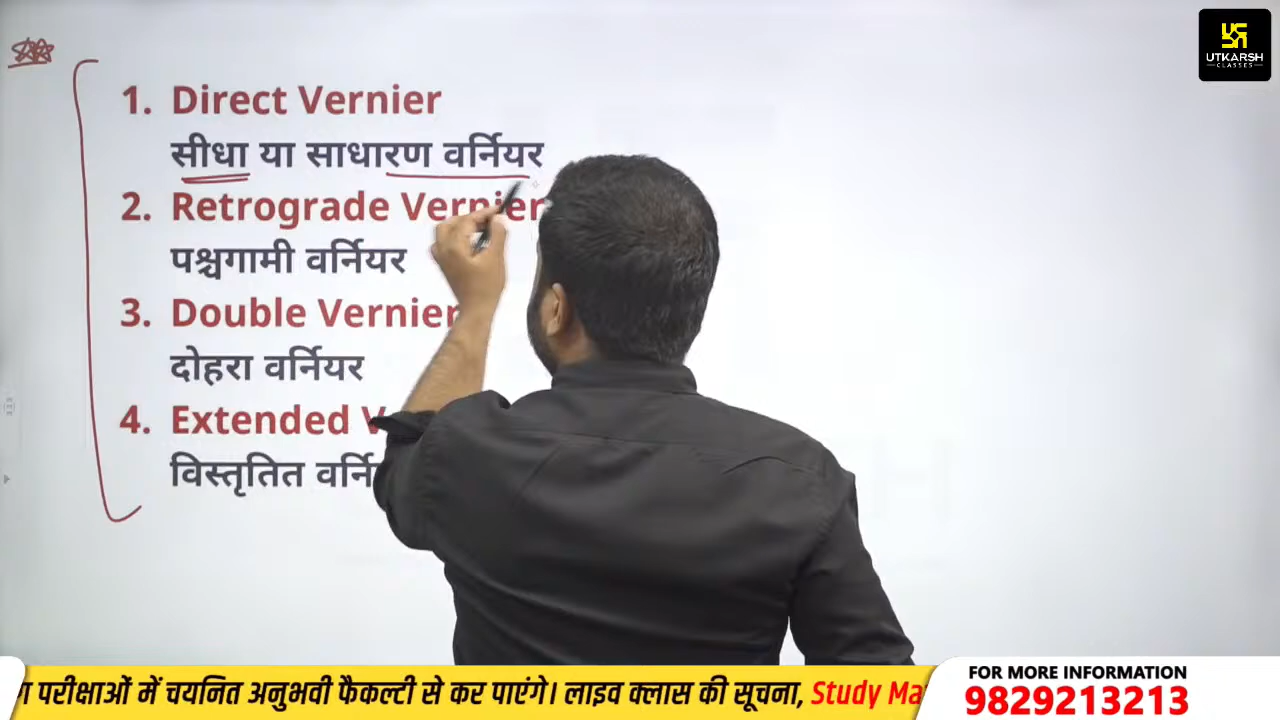 UTKARSH
CLASSES
1. Direct Vernier
सीधा या साधारण वर्नियर
2. Retrograde Vernier
पश्चगामी वर्नियर
3. Double Vernier
दोहरा वर्नियर
4. Extended
विस्तृतित
परीक्षाओं में चयनित अनुभवी फैकल्टी से कर पाएंगे। लाइव क्लास की सूचना, Study
FOR MORE INFORMATION
9829213213